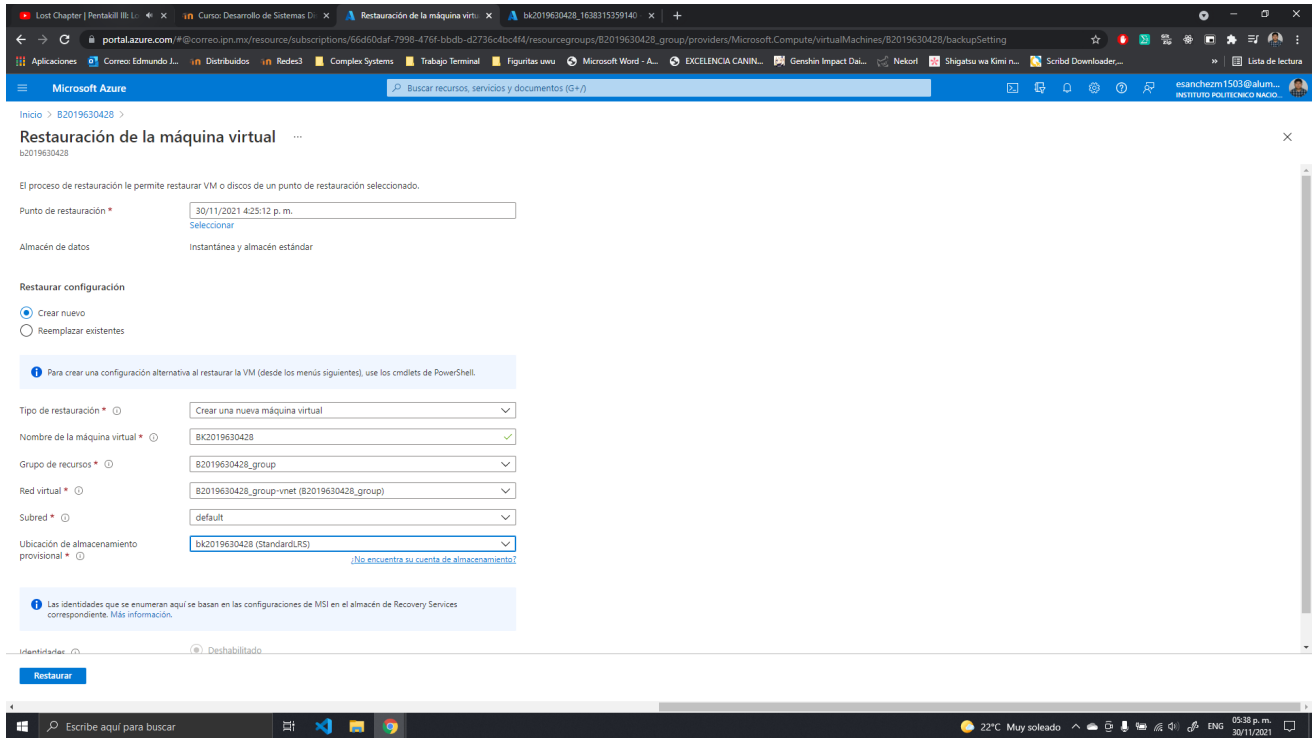 Lost Chapter | Pentakill III: Lo
Curso: Desarrollo de Sistemas Di
Restauración de la máquina virtu
bk2019630428_1638315359140
portal.azure.com/#@correo.ipn.mx/resource/subscriptions/66d60daf-7998-476f-bbdb-d2736c4bc4f4/resourcegroups/B2019630428_group/providers/Microsoft.Compute/virtualMachines/B2019630428/backupSetting
Aplicaciones Correo: Edmundo J... Distribuidos Redes3 Complex Systems Trabajo Terminal Figuritas uwu Microsoft Word - A... EXCELENCIA CANIN... Genshin Impact Dai... Nekorl Shigatsu wa Kimi n... Scribd Downloader,... » Lista de lectura
Microsoft Azure
Buscar recursos, servicios y documentos (G+/)
esanchezm1503@alum...
INSTITUTO POLITECNICO NACIO...
Inicio > B2019630428 >
Restauración de la máquina virtual ...
b2019630428
El proceso de restauración le permite restaurar VM o discos de un punto de restauración seleccionado.
Punto de restauración * 30/11/2021 4:25:12 p. m.
Seleccionar
Almacén de datos Instantánea y almacén estándar
Restaurar configuración
Crear nuevo
Reemplazar existentes
Para crear una configuración alternativa al restaurar la VM (desde los menús siguientes), use los cmdlets de PowerShell.
Tipo de restauración * Crear una nueva máquina virtual
Nombre de la máquina virtual * BK2019630428
Grupo de recursos * B2019630428_group
Red virtual * B2019630428_group-vnet (B2019630428_group)
Subred * default
Ubicación de almacenamiento
provisional *
bk2019630428 (StandardLRS)
¿No encuentra su cuenta de almacenamiento?
Las identidades que se enumeran aquí se basan en las configuraciones de MSI en el almacén de Recovery Services
correspondiente. Más información.
Identidades Deshabilitado
Restaurar
Escribe aquí para buscar
22°C Muy soleado
ENG
05:38 p. m.
30/11/2021